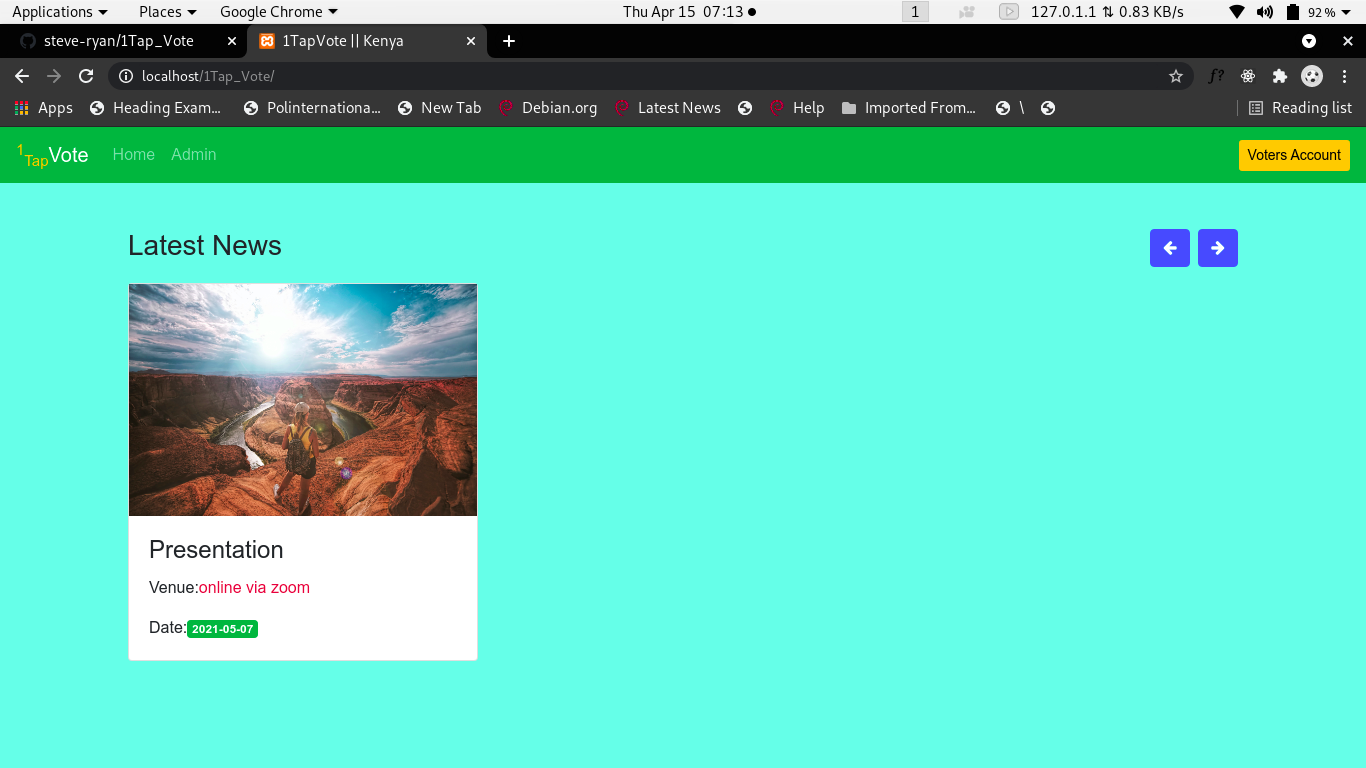 Applications Places Google Chrome Thu Apr 15 07:13 1 127.0.1.1 ⇅ 0.83 KB/s 92 %
steve-ryan/1Tap_Vote 1TapVote || Kenya
localhost/1Tap_Vote/ f?
Apps Heading Exam... Polinternationa... New Tab Debian.org Latest News Help Imported From... \ Reading list
1TapVote Home Admin Voters Account
Latest News
Presentation
Venue:online via zoom
Date:2021-05-07